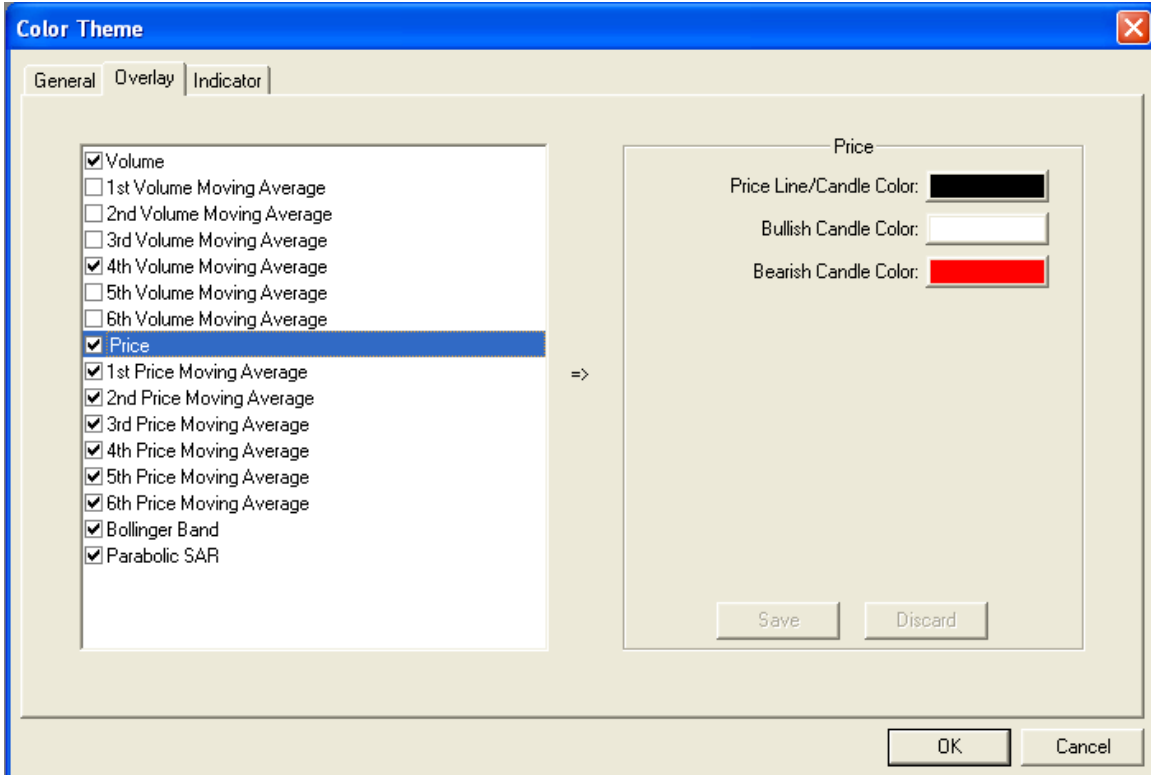 Color Theme
General Overlay Indicator
Volume
1st Volume Moving Average
2nd Volume Moving Average
3rd Volume Moving Average
4th Volume Moving Average
5th Volume Moving Average
6th Volume Moving Average
Price
1st Price Moving Average
2nd Price Moving Average
3rd Price Moving Average
4th Price Moving Average
5th Price Moving Average
6th Price Moving Average
Bollinger Band
Parabolic SAR
=>
Price
Price Line/Candle Color:
Bullish Candle Color:
Bearish Candle Color:
Save Discard
OK Cancel